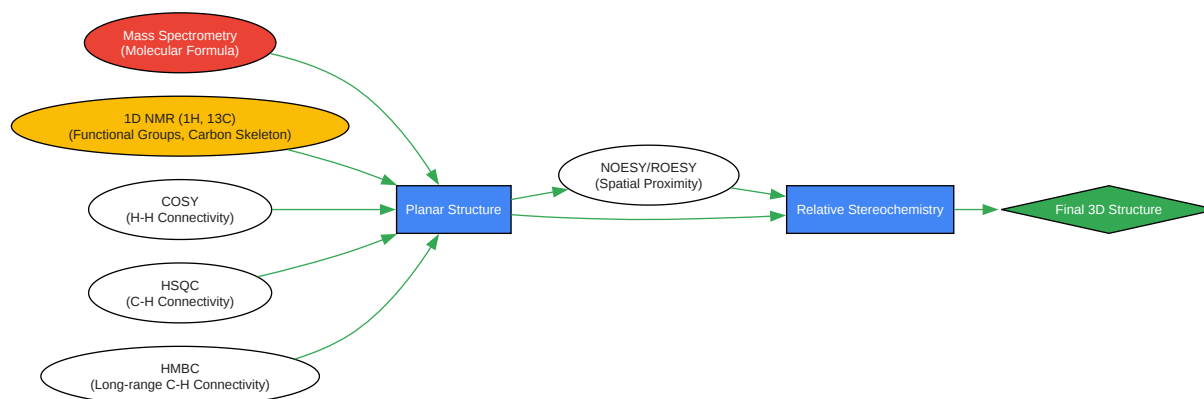 Mass Spectrometry
(Molecular Formula)
1D NMR (1H, 13C)
(Functional Groups, Carbon Skeleton)
COSY
(H-H Connectivity)
HSQC
(C-H Connectivity)
HMBC
(Long-range C-H Connectivity)
Planar Structure
NOESY/ROESY
(Spatial Proximity)
Relative Stereochemistry
Final 3D Structure